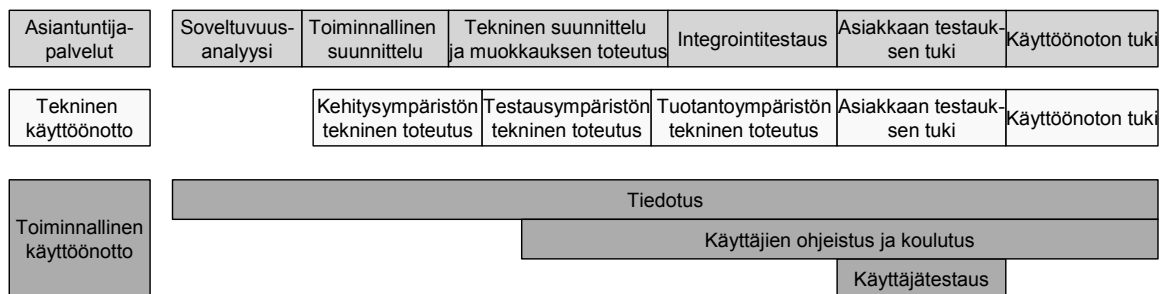 Asiantuntija-
palvelut
Soveltuvuus-
analyysi
Toiminnallinen
suunnittelu
Tekninen suunnittelu
ja muokkauksen toteutus
Integrointitestaus
Asiakkaan testauk-
sen tuki
Käyttöönoton tuki
Tekninen
käyttöönotto
Kehitysympäristön
tekninen toteutus
Testausympäristön
tekninen toteutus
Tuotantoympäristön
tekninen toteutus
Asiakkaan testauk-
sen tuki
Käyttöönoton tuki
Toiminnallinen
käyttöönotto
Tiedotus
Käyttäjien ohjeistus ja koulutus
Käyttäjätestaus